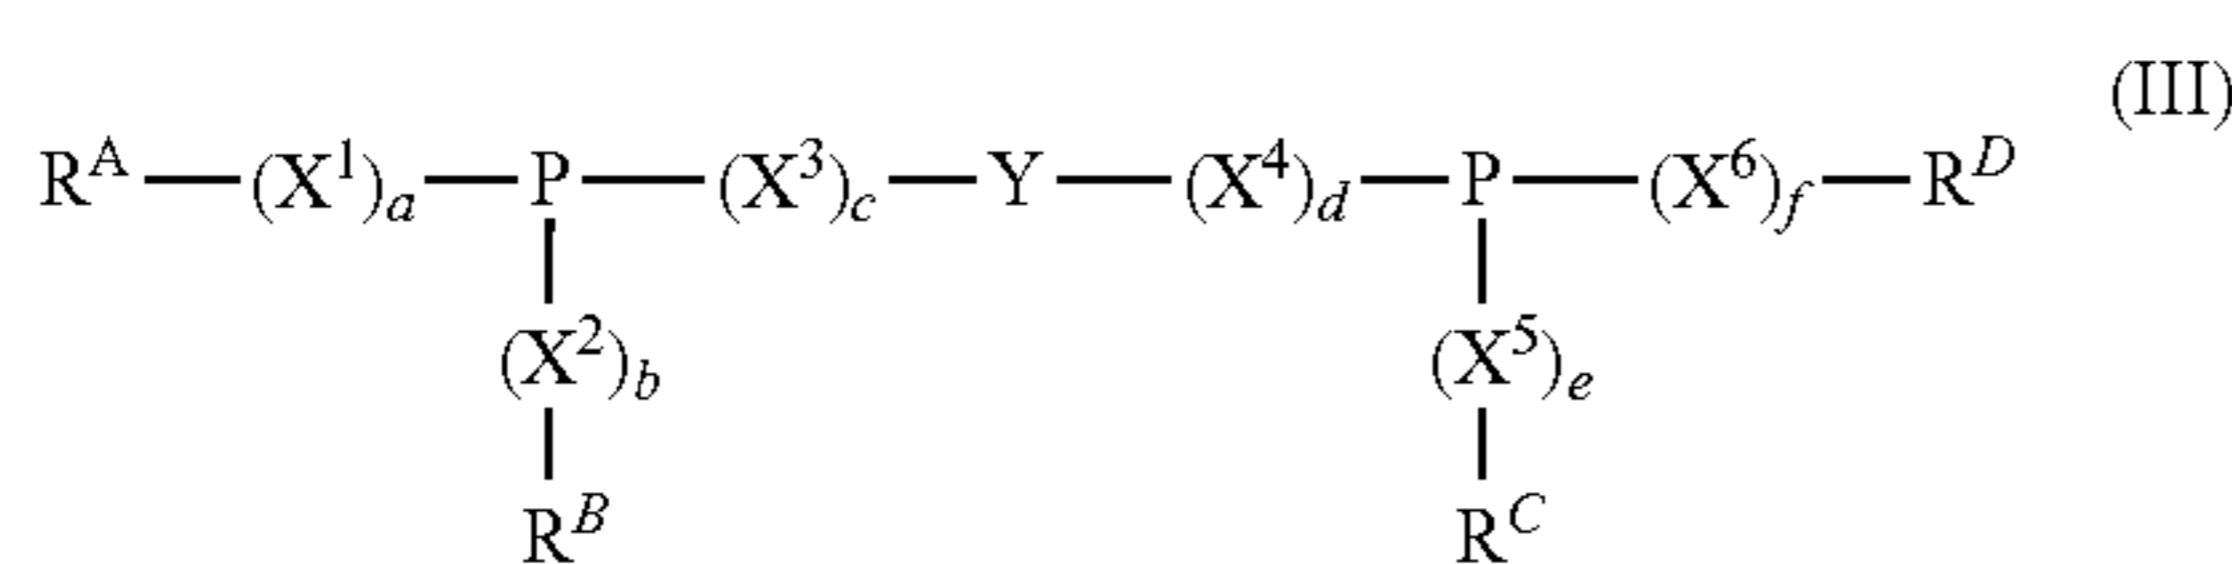 (III)
R^A—(X^1)_a—P—(X^3)_c—Y—(X^4)_d—P—(X^6)_f—R^D
(X^2)_b (X^5)_e
R^B R^C